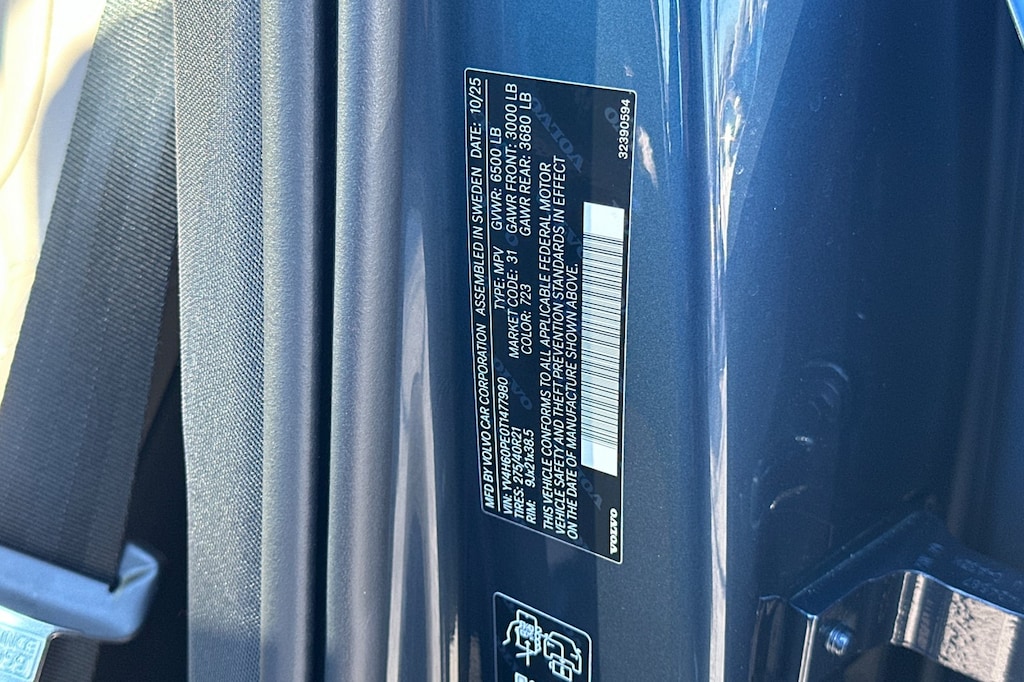 MFD BY VOLVO CAR CORPORATION ASSEMBLED IN SWEDEN DATE: 10/25
VIN: YV4H60PE0T1477980 TYPE: MPV GVWR: 6500 LB
TIRES: 275/40R21 MARKET CODE: 31 GAWR FRONT: 3000 LB
RIM: 9Jx21x38.5 COLOR: 723 GAWR REAR: 3680 LB
THIS VEHICLE CONFORMS TO ALL APPLICABLE FEDERAL MOTOR
VEHICLE SAFETY AND THEFT PREVENTION STANDARDS IN EFFECT
ON THE DATE OF MANUFACTURE SHOWN ABOVE.
VOLVO 32390594